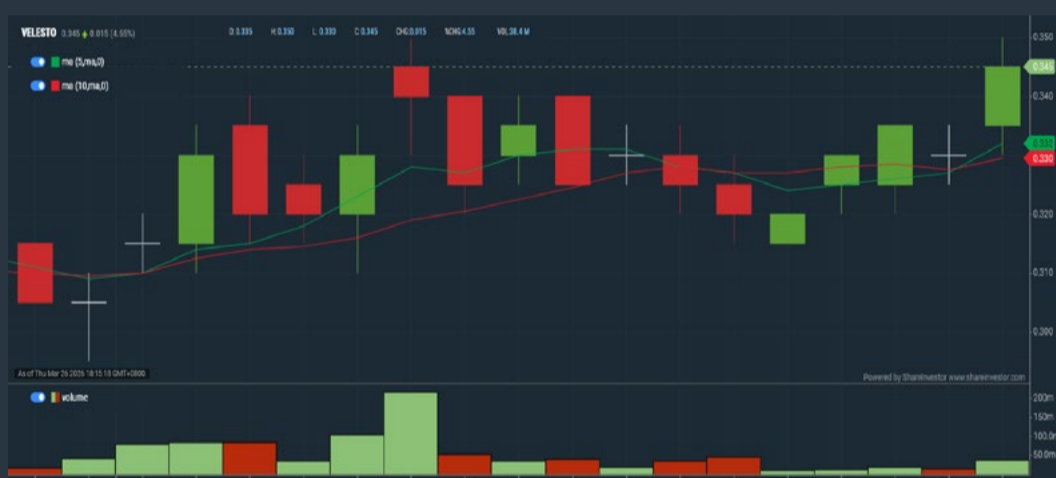 VELESTO 0.345 0.015 (4.55%) O:0.335 H:0.350 L: 0.330 C:0.345 CHG:0.015 %CHG:4.55 VOL:38.4 M
ma (5,ma,0)
ma (10,ma,0)
0.350
0.345
0.340
0.332
0.330
0.320
0.310
0.300
As of Thu Mar 26 2026 18:15:18 GMT+0800
Powered by ShareInvestor www.shareinvestor.com
volume
200m
150m
100.0m
50.0m